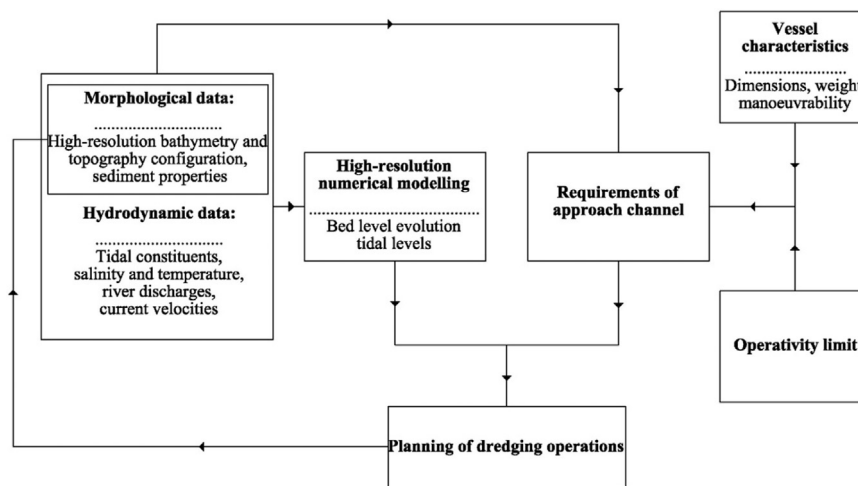 Morphological data:
High-resolution bathymetry and
topography configuration,
sediment properties
Hydrodynamic data:
Tidal constituents,
salinity and temperature,
river discharges,
current velocities
High-resolution
numerical modelling
Bed level evolution
tidal levels
Requirements of
approach channel
Vessel
characteristics
Dimensions, weight
manoeuvrability
Operativity limit
Planning of dredging operations